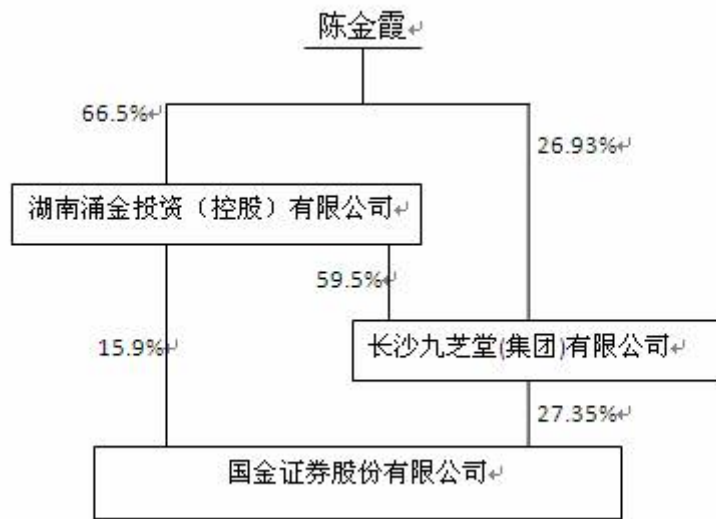 陈金霞
66.5%
26.93%
湖南涌金投资（控股）有限公司
59.5%
15.9%
长沙九芝堂(集团)有限公司
27.35%
国金证券股份有限公司